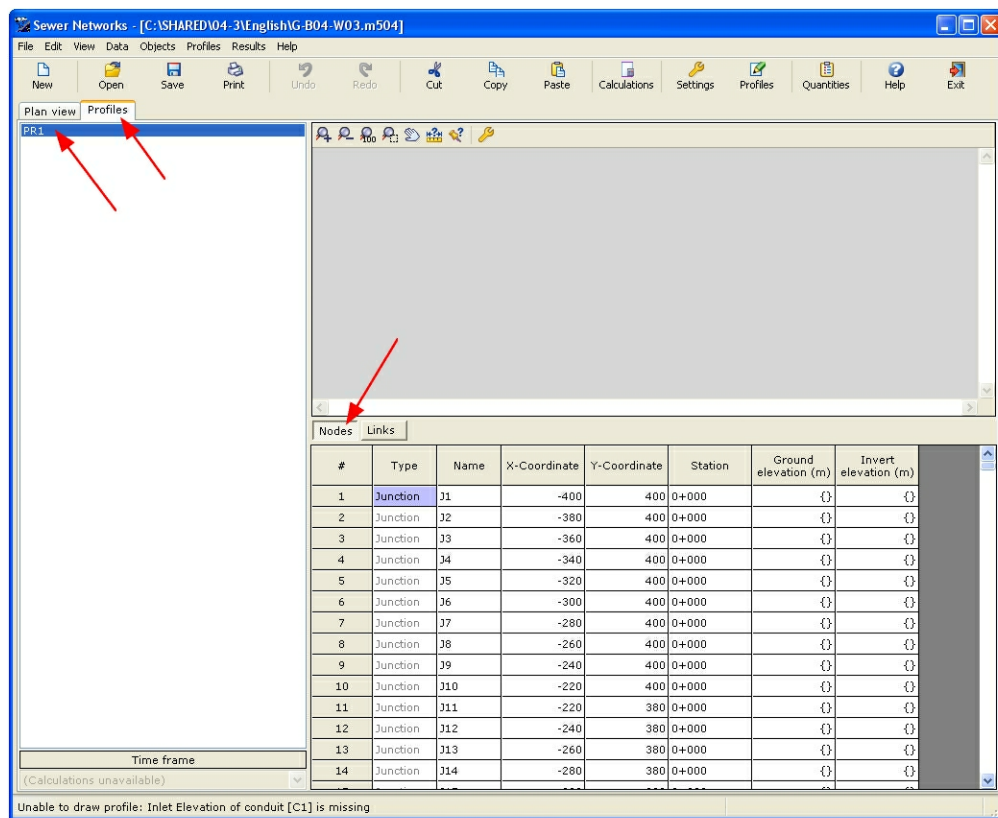 Sewer Networks - [C:\SHARED\04-3\English\G-B04-W03.m504]
File Edit View Data Objects Profiles Results Help
New Open Save Print Undo Redo Cut Copy Paste Calculations Settings Profiles Quantities Help Exit
Plan view Profiles
PR1
100
Nodes Links
# Type Name X-Coordinate Y-Coordinate Station Ground elevation (m) Invert elevation (m)
1 Junction J1 -400 400 0+000 {} {}
2 Junction J2 -380 400 0+000 {} {}
3 Junction J3 -360 400 0+000 {} {}
4 Junction J4 -340 400 0+000 {} {}
5 Junction J5 -320 400 0+000 {} {}
6 Junction J6 -300 400 0+000 {} {}
7 Junction J7 -280 400 0+000 {} {}
8 Junction J8 -260 400 0+000 {} {}
9 Junction J9 -240 400 0+000 {} {}
10 Junction J10 -220 400 0+000 {} {}
11 Junction J11 -220 380 0+000 {} {}
12 Junction J12 -240 380 0+000 {} {}
13 Junction J13 -260 380 0+000 {} {}
14 Junction J14 -280 380 0+000 {} {}
Time frame
(Calculations unavailable)
Unable to draw profile: Inlet Elevation of conduit [C1] is missing